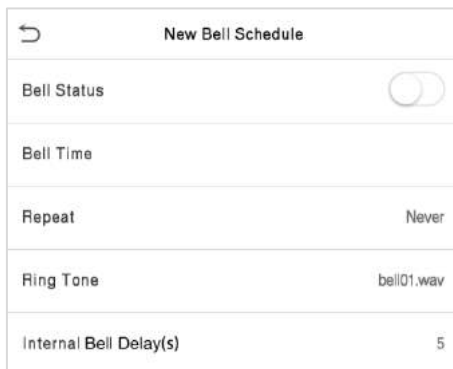 New Bell Schedule
Bell Status
Bell Time
Repeat Never
Ring Tone bell01.wav
Internal Bell Delay(s) 5